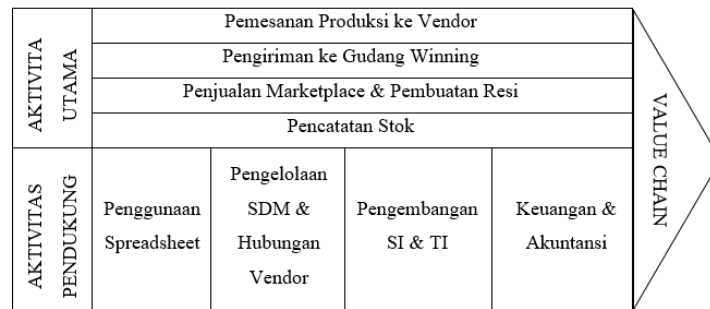 AKTIVITA
UTAMA
Pemesanan Produksi ke Vendor
Pengiriman ke Gudang Winning
Penjualan Marketplace & Pembuatan Resi
Pencatatan Stok
AKTIVITAS
PENDUKUNG
Penggunaan
Spreadsheet
Pengelolaan
SDM &
Hubungan
Vendor
Pengembangan
SI & TI
Keuangan &
Akuntansi
VALUE CHAIN